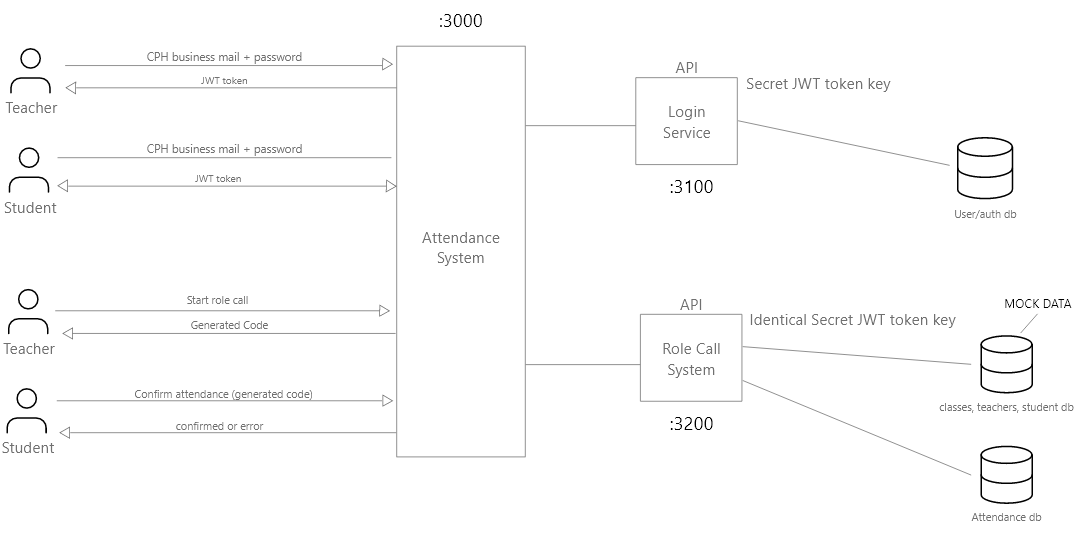 :3000
CPH business mail + password
JWT token
Teacher
CPH business mail + password
JWT token
Student
Start role call
Generated Code
Teacher
Confirm attendance (generated code)
confirmed or error
Student
Attendance
System
API
Secret JWT token key
Login
Service
:3100
User/auth db
API
Identical Secret JWT token key
Role Call
System
:3200
MOCK DATA
classes, teachers, student db
Attendance db